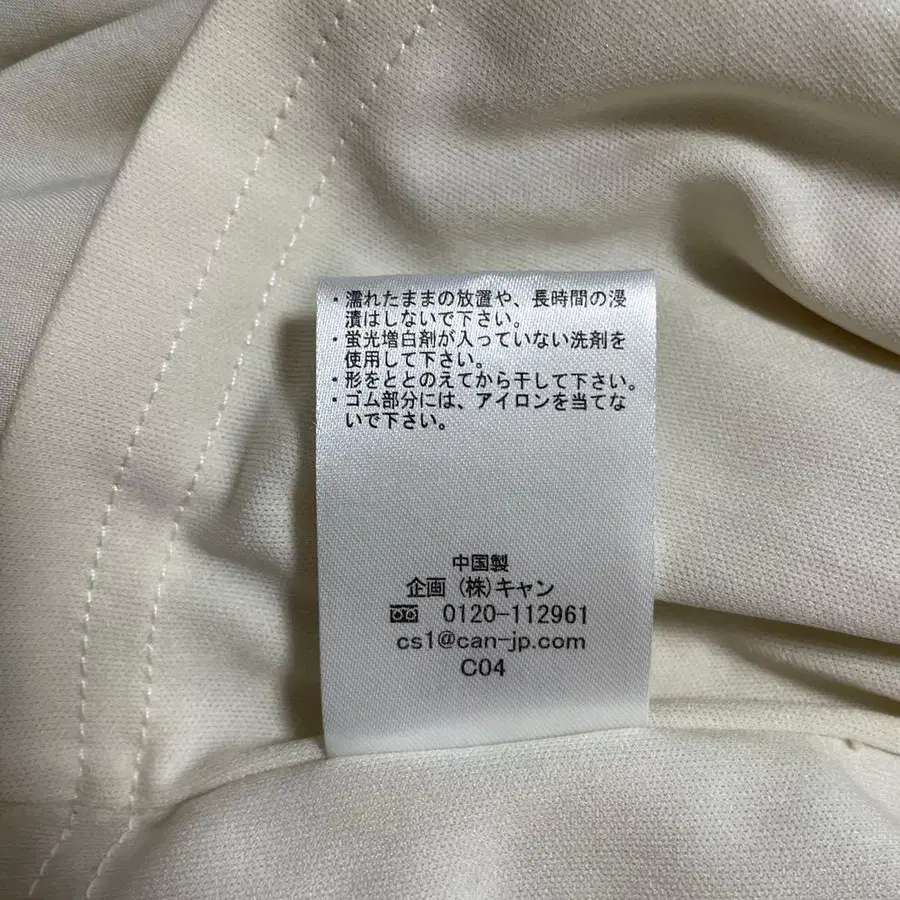 ・濡れたままの放置や、長時間の浸
漬はしないで下さい。
・蛍光増白剤が入っていない洗剤を
使用して下さい。
・形をととのえてから干して下さい。
・ゴム部分には、アイロンを当てな
いで下さい。
中国製
企画（株）キャン
0120-112961
cs1@can-jp.com
C04